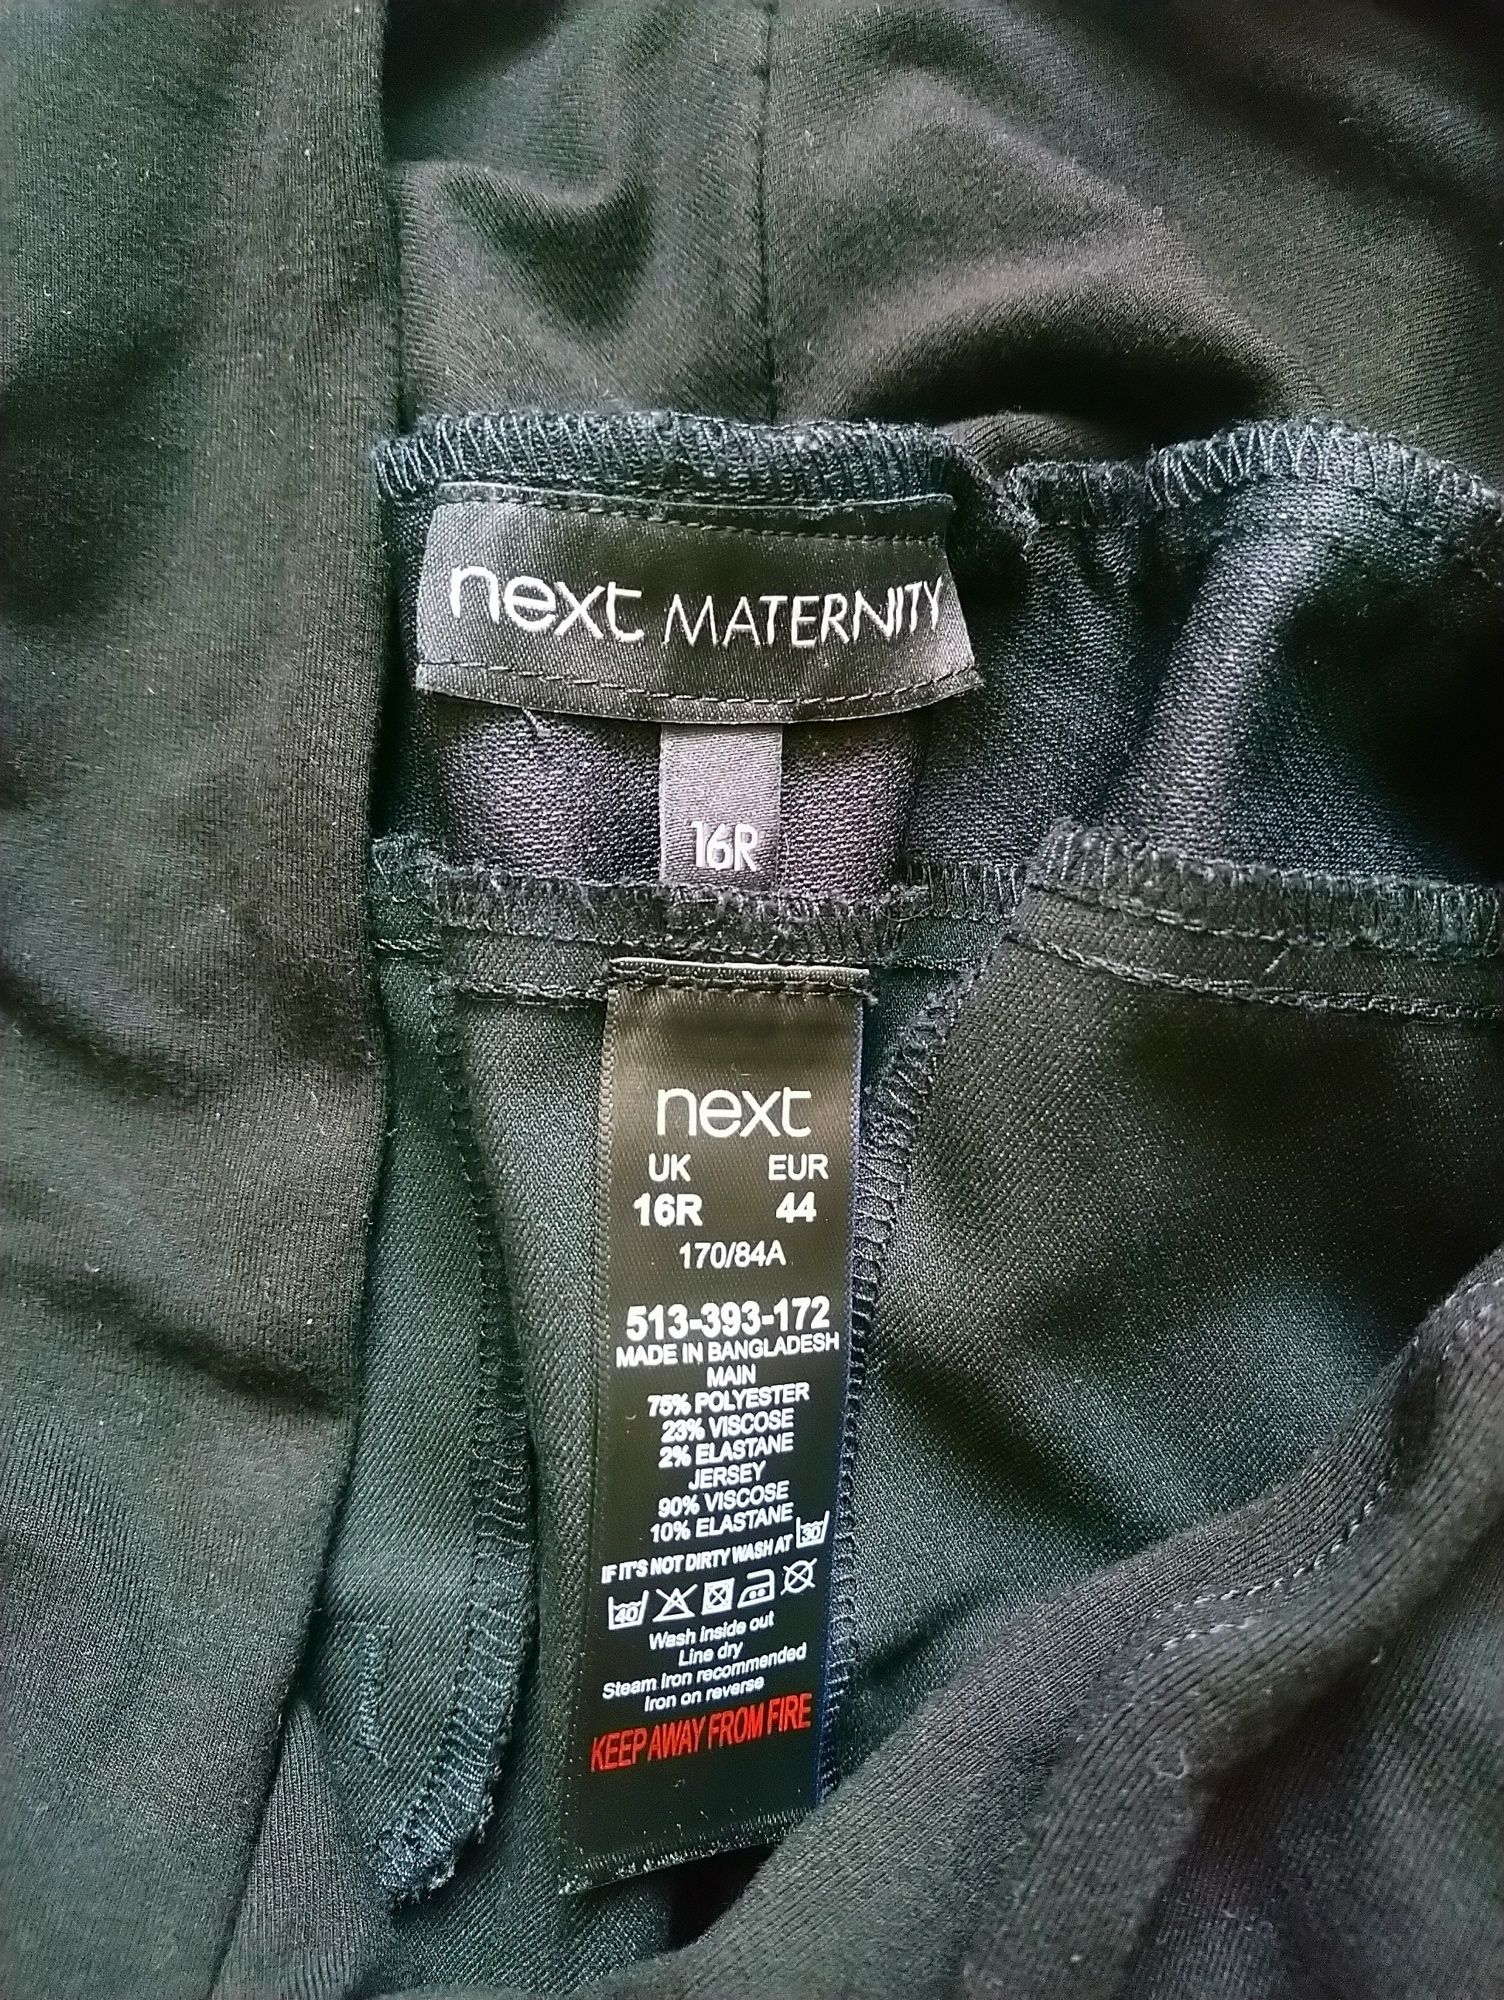 next MATERNITY
16R
next
UK EUR
16R 44
170/84A
513-393-172
MADE IN BANGLADESH
MAIN
75% POLYESTER
23% VISCOSE
2% ELASTANE
JERSEY
90% VISCOSE
10% ELASTANE
IF IT'S NOT DIRTY WASH AT 30
40
Wash inside out
Line dry
Steam Iron recommended
Iron on reverse
KEEP AWAY FROM FIRE